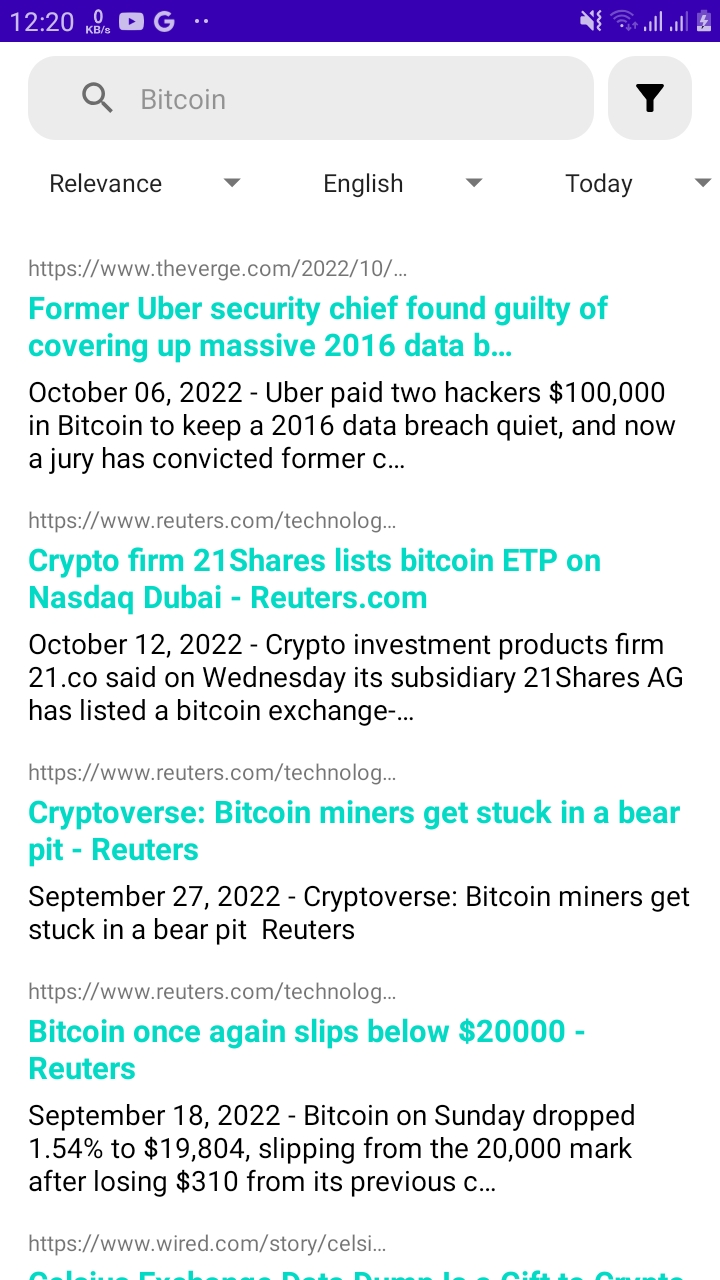 12:20 0 KB/s
Bitcoin
Relevance English Today
https://www.theverge.com/2022/10/...
Former Uber security chief found guilty of
covering up massive 2016 data b...
October 06, 2022 - Uber paid two hackers $100,000
in Bitcoin to keep a 2016 data breach quiet, and now
a jury has convicted former c...
https://www.reuters.com/technolog...
Crypto firm 21Shares lists bitcoin ETP on
Nasdaq Dubai - Reuters.com
October 12, 2022 - Crypto investment products firm
21.co said on Wednesday its subsidiary 21Shares AG
has listed a bitcoin exchange-...
https://www.reuters.com/technolog...
Cryptoverse: Bitcoin miners get stuck in a bear
pit - Reuters
September 27, 2022 - Cryptoverse: Bitcoin miners get
stuck in a bear pit  Reuters
https://www.reuters.com/technolog...
Bitcoin once again slips below $20000 -
Reuters
September 18, 2022 - Bitcoin on Sunday dropped
1.54% to $19,804, slipping from the 20,000 mark
after losing $310 from its previous c...
https://www.wired.com/story/celsi...
Celsius Exchange Data Dump Is a Gift to Crypto